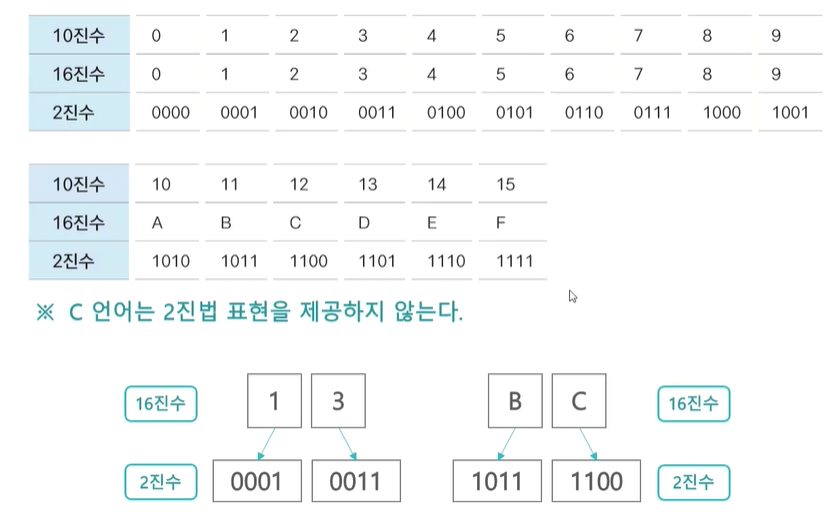 10진수 0 1 2 3 4 5 6 7 8 9
16진수 0 1 2 3 4 5 6 7 8 9
2진수 0000 0001 0010 0011 0100 0101 0110 0111 1000 1001
10진수 10 11 12 13 14 15
16진수 A B C D E F
2진수 1010 1011 1100 1101 1110 1111
※ C 언어는 2진법 표현을 제공하지 않는다.
16진수 1 3 B C 16진수
2진수 0001 0011 1011 1100 2진수